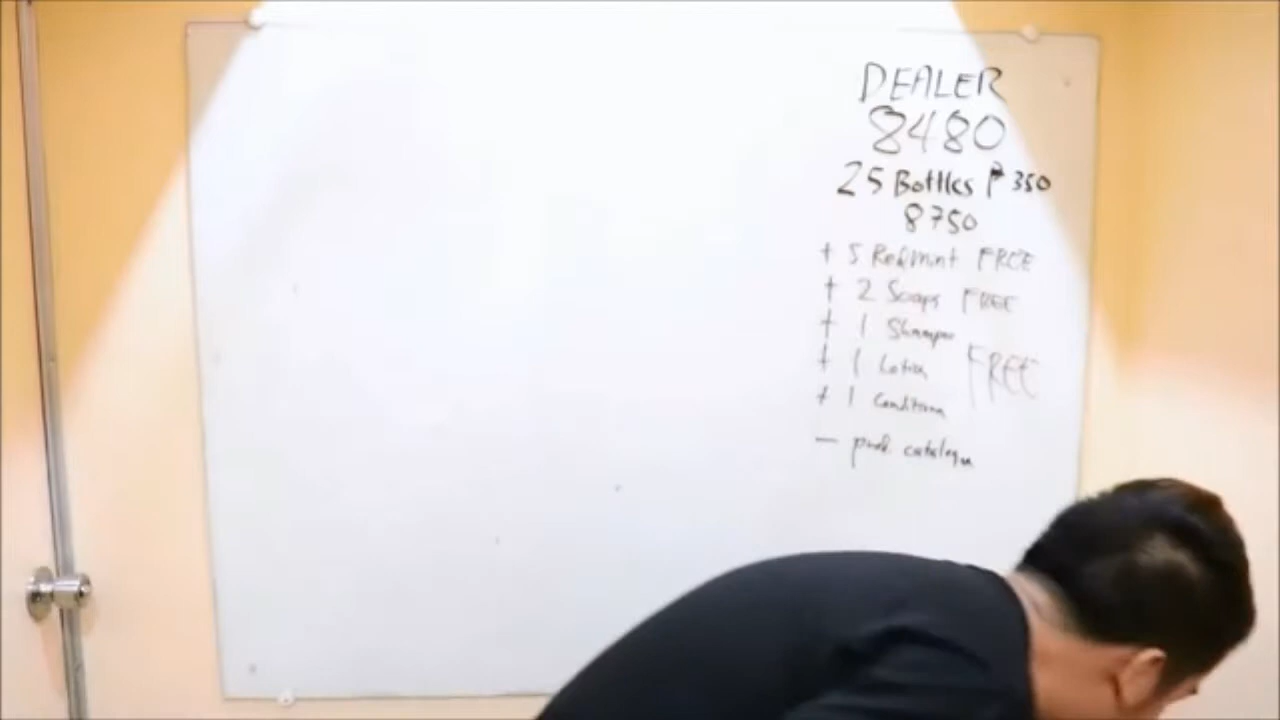 DEALER
8480
25 Bottles ₱ 350
8750
+ 5 Redmint FREE
+ 2 Soaps FREE
+ 1 Shampoo
+ 1 Lotion FREE
+ 1 Conditioner
— prod. catalogue